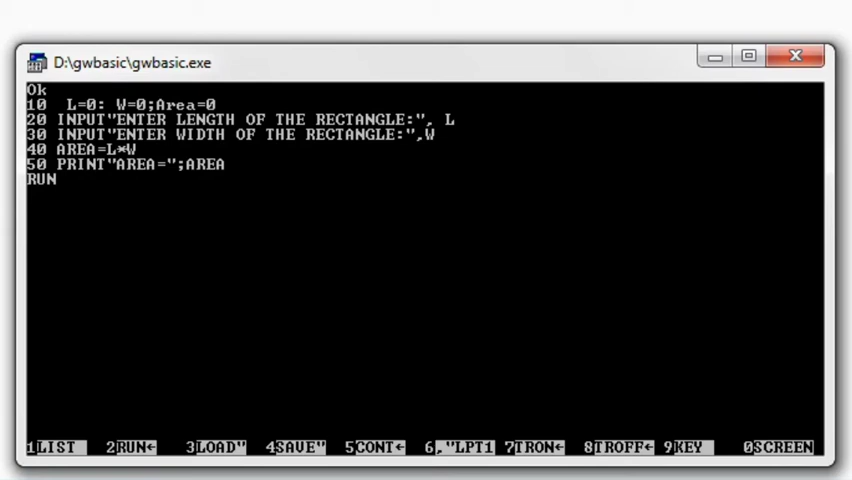 D:\gwbasic\gwbasic.exe
Ok
10  L=0: W=0;Area=0
20 INPUT"ENTER LENGTH OF THE RECTANGLE:", L
30 INPUT"ENTER WIDTH OF THE RECTANGLE:",W
40 AREA=L*W
50 PRINT"AREA=";AREA
RUN
1LIST 2RUN← 3LOAD" 4SAVE" 5CONT← 6,"LPT1 7TRON← 8TROFF← 9KEY 0SCREEN